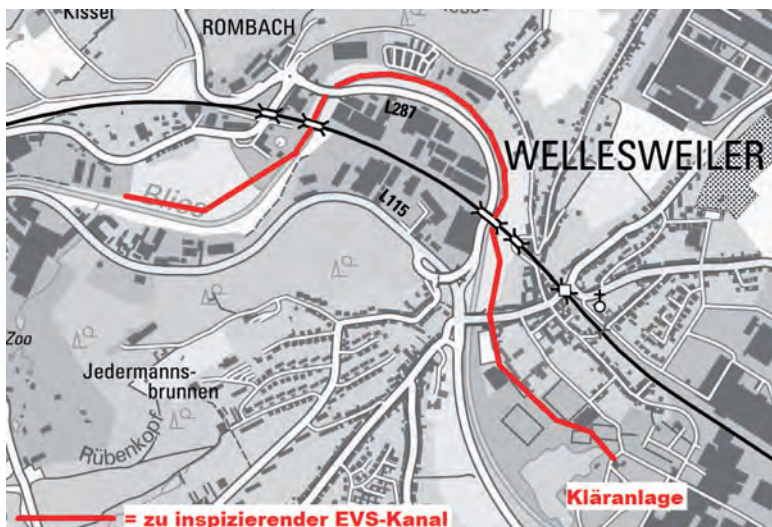 Kissel
ROMBACH
L287
WELLESWEILER
Blies
L115
Zoo
Jedermanns-
brunnen
Rübenkopf
Kläranlage
= zu inspizierender EVS-Kanal